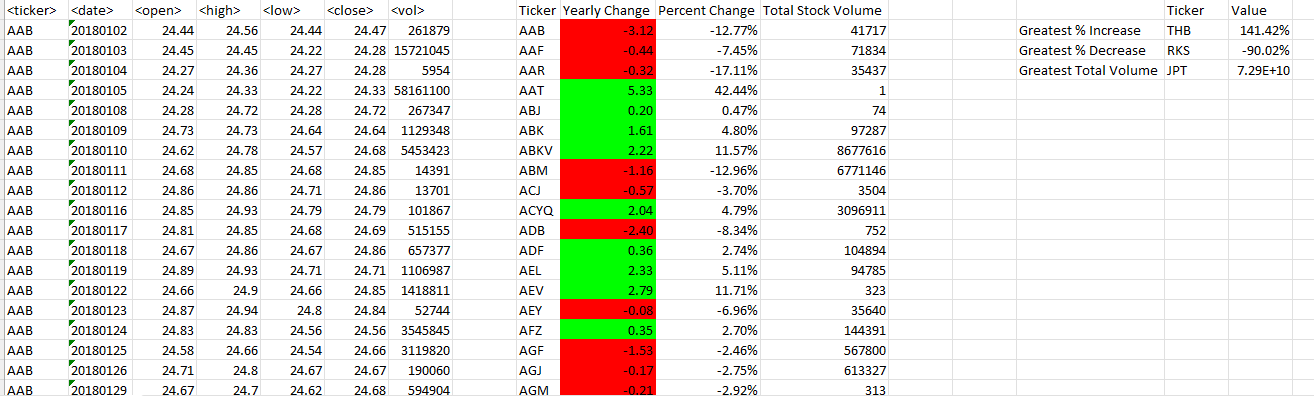 <ticker> <date> <open> <high> <low> <close> <vol> Ticker Yearly Change Percent Change Total Stock Volume Ticker Value
AAB 20180102 24.44 24.56 24.44 24.47 261879 AAB -3.12 -12.77% 41717 Greatest % Increase THB 141.42%
AAB 20180103 24.45 24.45 24.22 24.28 15721045 AAF -0.44 -7.45% 71834 Greatest % Decrease RKS -90.02%
AAB 20180104 24.27 24.36 24.27 24.28 5954 AAR -0.32 -17.11% 35437 Greatest Total Volume JPT 7.29E+10
AAB 20180105 24.24 24.33 22.22 24.33 58161100 AAT 5.33 42.44% 1
AAB 20180108 24.28 24.72 24.28 24.72 267347 ABJ 0.20 0.47% 74
AAB 20180109 24.73 24.73 24.64 24.64 1129348 ABK 1.61 4.80% 97287
AAB 20180110 24.62 24.78 24.57 24.68 5453423 ABKV 2.22 11.57% 8677616
AAB 20180111 24.68 24.85 24.68 24.85 14391 ABM -1.16 -12.96% 6771146
AAB 20180112 24.86 24.86 24.71 24.86 13701 ACJ -0.57 -3.70% 3504
AAB 20180116 24.85 24.93 24.79 24.79 101867 ACYQ 2.04 4.79% 3096911
AAB 20180117 24.81 24.85 24.68 24.69 515155 ADB -2.40 -8.34% 752
AAB 20180118 24.67 24.86 24.67 24.86 657377 ADF 0.36 2.74% 104894
AAB 20180119 24.89 24.93 24.71 24.71 1106987 AEL 2.33 5.11% 94785
AAB 20180122 24.66 24.9 24.66 24.85 1418811 AEV 2.79 11.71% 323
AAB 20180123 24.87 24.94 24.8 24.84 52744 AEY -0.08 -6.96% 35640
AAB 20180124 24.83 24.83 24.56 24.56 3545845 AFZ 0.35 2.70% 144391
AAB 20180125 24.58 24.66 24.54 24.66 3119820 AGF -1.53 -2.46% 567800
AAB 20180126 24.71 24.8 24.67 24.67 190060 AGJ -0.17 -2.75% 613327
AAB 20180129 24.67 24.7 24.62 24.68 594904 AGM -0.21 -2.92% 313